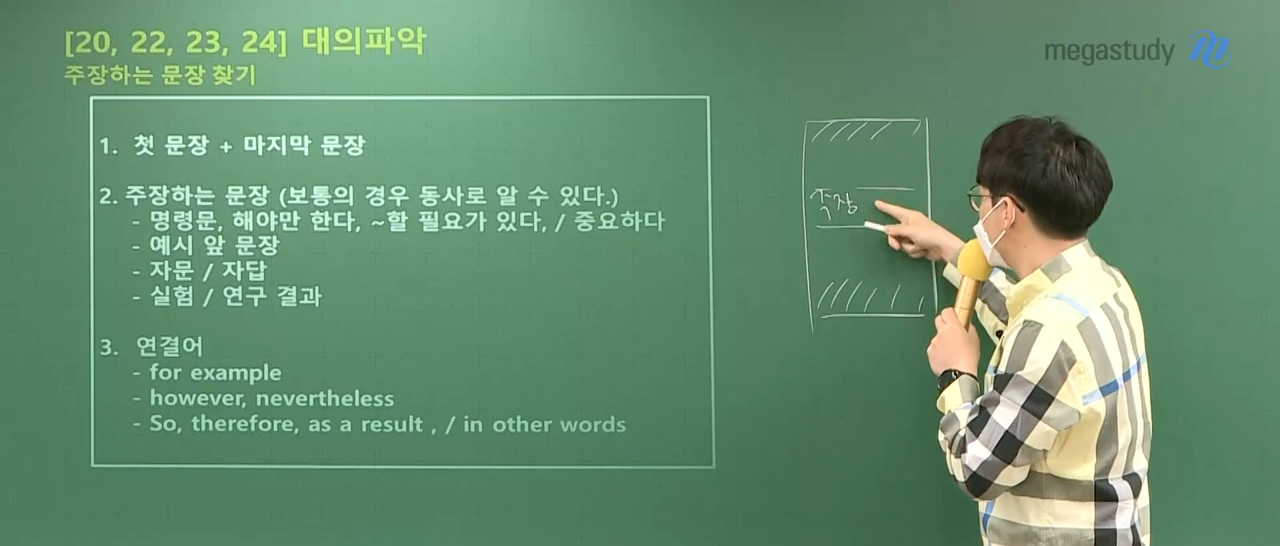 [20, 22, 23, 24] 대의파악
주장하는 문장 찾기
megastudy
1. 첫 문장 + 마지막 문장
2. 주장하는 문장 (보통의 경우 동사로 알 수 있다.)
- 명령문, 해야만 한다, ~할 필요가 있다, / 중요하다
- 예시 앞 문장
- 자문 / 자답
- 실험 / 연구 결과
3. 연결어
- for example
- however, nevertheless
- So, therefore, as a result , / in other words
주장